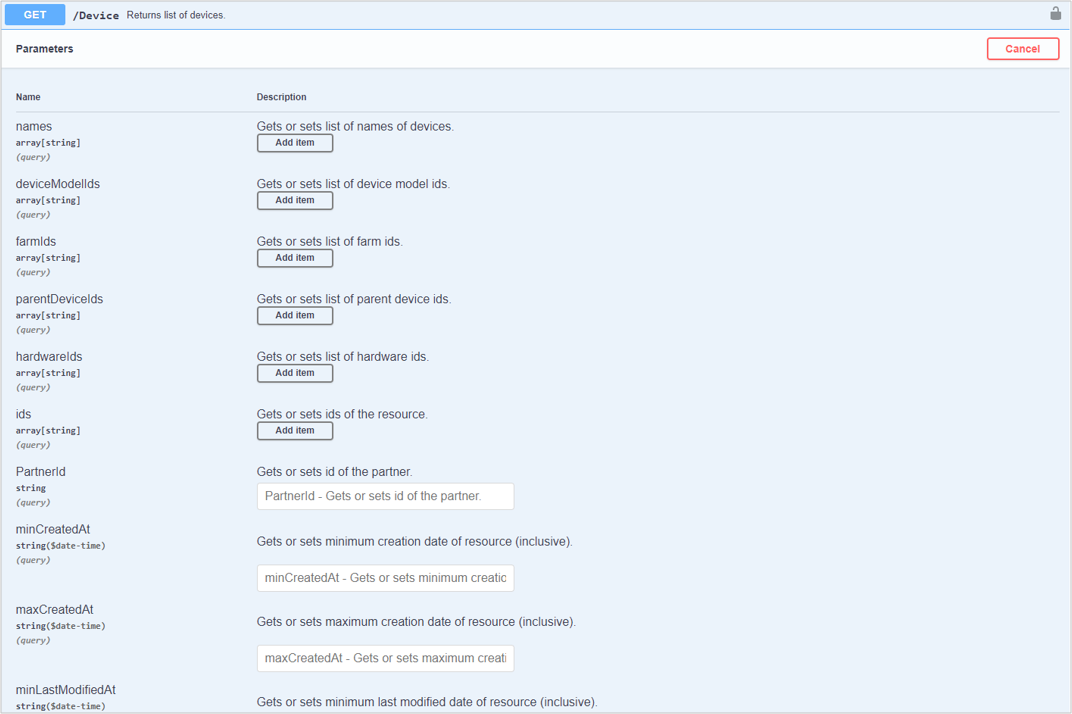 GET /Device Returns list of devices.
Parameters Cancel
Name Description
names Gets or sets list of names of devices.
array[string] Add item
(query)
deviceModelIds Gets or sets list of device model ids.
array[string] Add item
(query)
farmIds Gets or sets list of farm ids.
array[string] Add item
(query)
parentDeviceIds Gets or sets list of parent device ids.
array[string] Add item
(query)
hardwareIds Gets or sets list of hardware ids.
array[string] Add item
(query)
ids Gets or sets ids of the resource.
array[string] Add item
(query)
PartnerId Gets or sets id of the partner.
string PartnerId - Gets or sets id of the partner.
(query)
minCreatedAt
string($date-time) Gets or sets minimum creation date of resource (inclusive).
(query)
minCreatedAt - Gets or sets minimum creatio
maxCreatedAt
string($date-time) Gets or sets maximum creation date of resource (inclusive).
(query)
maxCreatedAt - Gets or sets maximum creati
minLastModifiedAt
string($date-time) Gets or sets minimum last modified date of resource (inclusive).